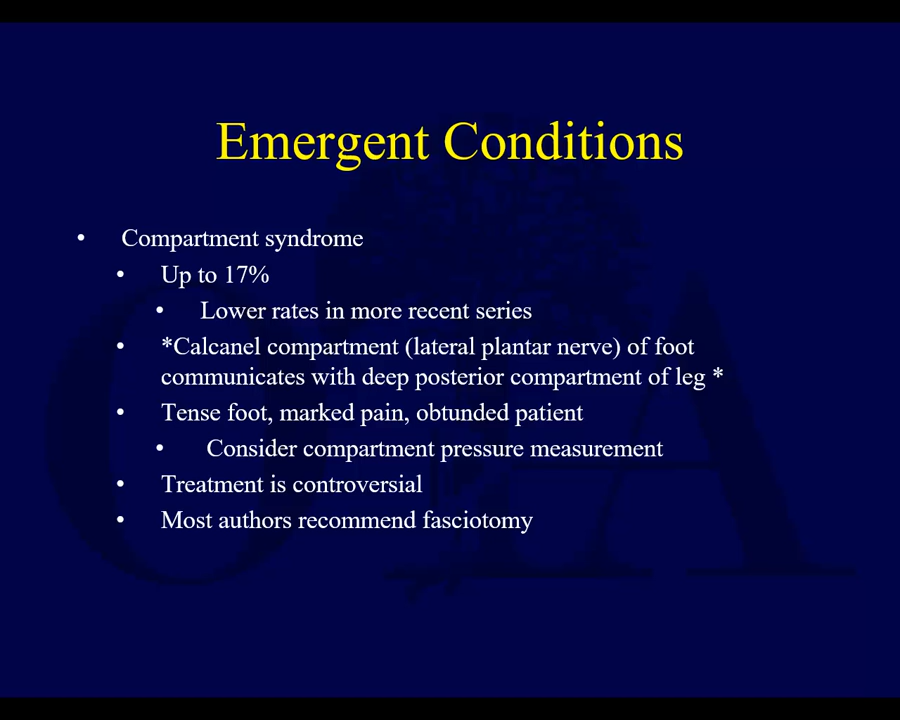 Emergent Conditions
• Compartment syndrome
• Up to 17%
• Lower rates in more recent series
• *Calcanel compartment (lateral plantar nerve) of foot
communicates with deep posterior compartment of leg *
• Tense foot, marked pain, obtunded patient
• Consider compartment pressure measurement
• Treatment is controversial
• Most authors recommend fasciotomy
OTA